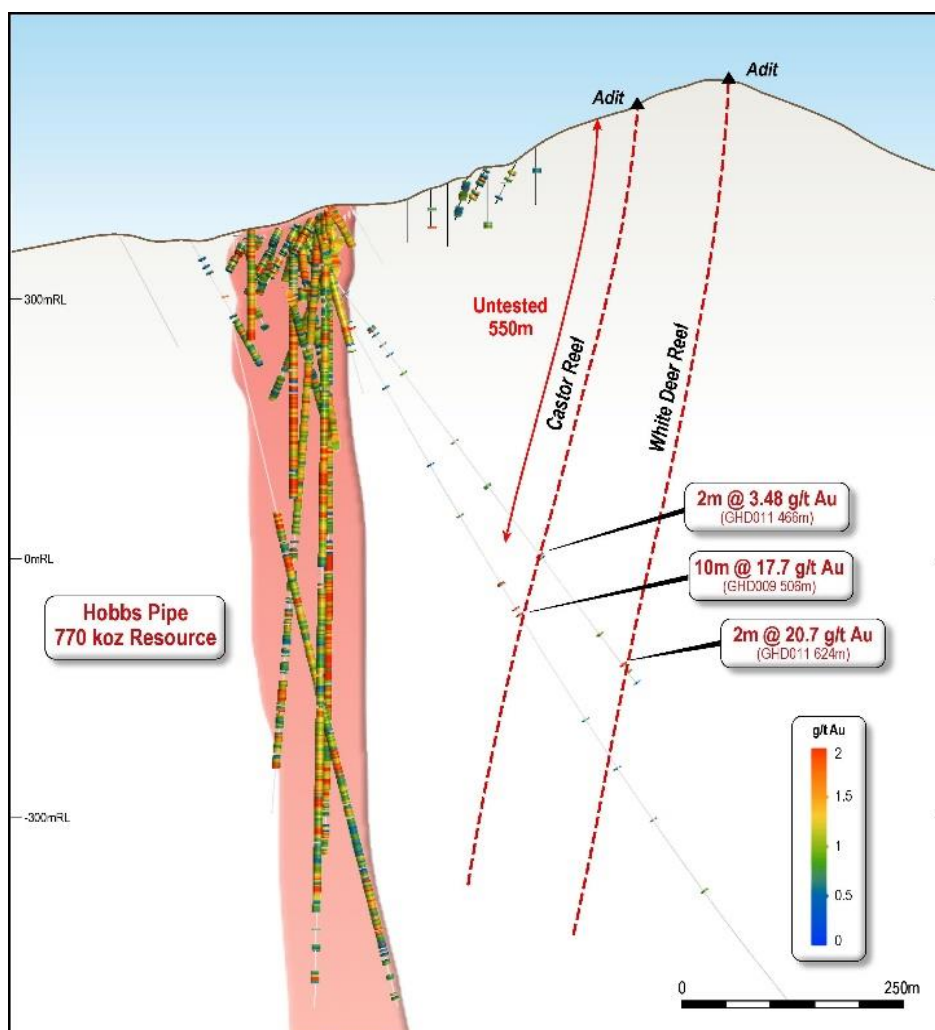 Adit
Adit
300mRL
Untested
550m
Castor Reef
White Deer Reef
2m @ 3.48 g/t Au
(GHD011 466m)
0mRL
10m @ 17.7 g/t Au
(GHD009 506m)
Hobbs Pipe
770 koz Resource
2m @ 20.7 g/t Au
(GHD011 624m)
g/t Au
2
1.5
1
0.5
0
-300mRL
0
250m